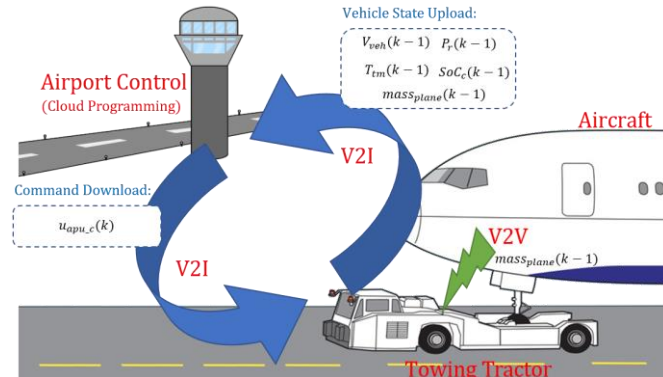 Vehicle State Upload:
V_veh(k−1) P_r(k−1)
T_tm(k−1) SoC_c(k−1)
mass_plane(k−1)
Airport Control
(Cloud Programming)
Aircraft
V2I
Command Download:
u_apu_c(k)
V2V
mass_plane(k−1)
V2I
Towing Tractor